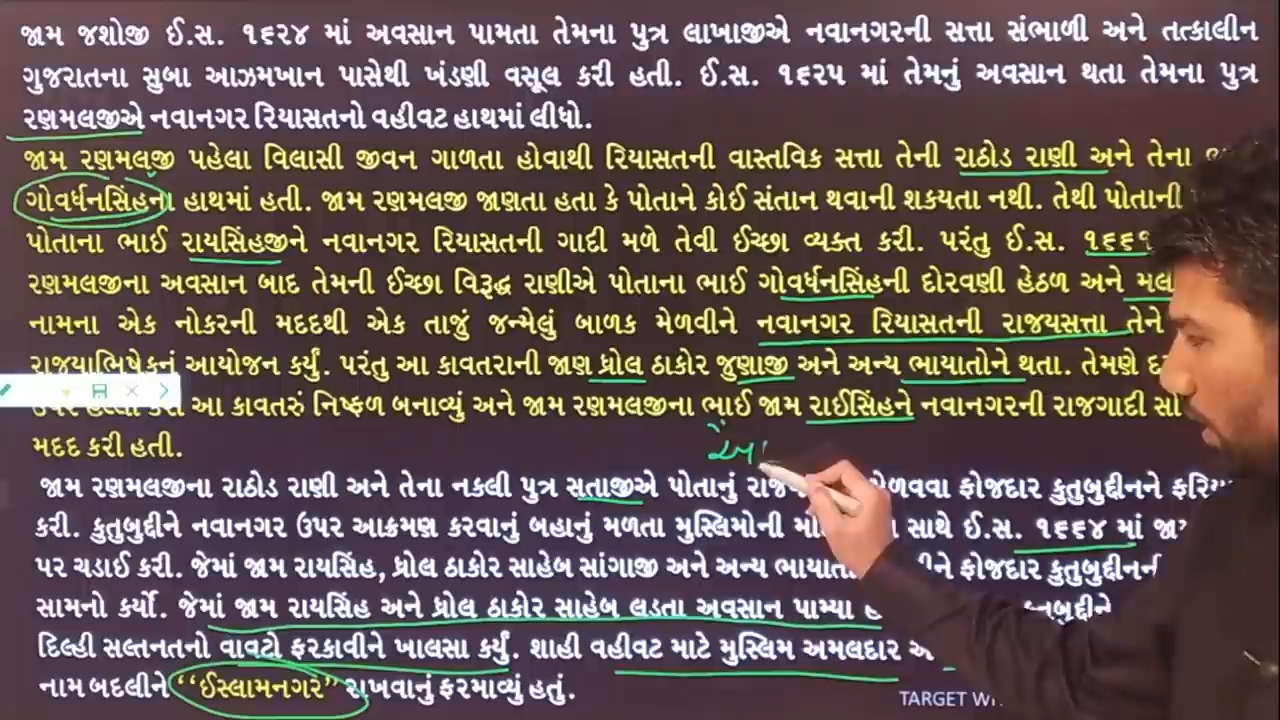 જામ જશોજી ઈ.સ. ૧૬૨૪ માં અવસાન પામતા તેમના પુત્ર લાખાજીએ નવાનગરની સત્તા સંભાળી અને તત્કાલીન
ગુજરાતના સુબા આઝમખાન પાસેથી ખંડણી વસૂલ કરી હતી. ઈ.સ. ૧૬૨૫ માં તેમનું અવસાન થતા તેમના પુત્ર
રણમલજીએ નવાનગર રિયાસતનો વહીવટ હાથમાં લીધો.
જામ રણમલજી પહેલા વિલાસી જીવન ગાળતા હોવાથી રિયાસતની વાસ્તવિક સત્તા તેની રાઠોડ રાણી અને તેના
ગોવર્ધનસિંહના હાથમાં હતી. જામ રણમલજી જાણતા હતા કે પોતાને કોઈ સંતાન થવાની શકયતા નથી. તેથી પોતાની
પોતાના ભાઈ રાયસિંહજીને નવાનગર રિયાસતની ગાદી મળે તેવી ઈચ્છા વ્યક્ત કરી. પરંતુ ઈ.સ. ૧૬૬૧
રણમલજીના અવસાન બાદ તેમની ઈચ્છા વિરૂદ્ધ રાણીએ પોતાના ભાઈ ગોવર્ધનસિંહની દોરવણી હેઠળ અને
નામના એક નોકરની મદદથી એક તાજું જન્મેલું બાળક મેળવીને નવાનગર રિયાસતની રાજયસત્તા તેને
રાજયાભિષેકનું આયોજન કર્યું. પરંતુ આ કાવતરાની જાણ ધ્રોલ ઠાકોર જુણાજી અને અન્ય ભાયાતોને થતા. તેમણે
આ કાવતરું નિષ્ફળ બનાવ્યું અને જામ રણમલજીના ભાઈ જામ રાઈસિંહને નવાનગરની રાજગાદી
મદદ કરી હતી.
જામ રણમલજીના રાઠોડ રાણી અને તેના નકલી પુત્ર સતાજીએ પોતાનું ફોજદાર કુતુબુદ્દીનને
કરી. કુતુબુદ્દીને નવાનગર ઉપર આક્રમણ કરવાનું બહાનું મળતા મુસ્લિમોની સાથે ઈ.સ. ૧૬૬૪ માં
પર ચડાઈ કરી. જેમાં જામ રાયસિંહ, ધ્રોલ ઠાકોર સાહેબ સાંગાજી અને અન્ય ફોજદાર
સામનો કર્યો. જેમાં જામ રાયસિંહ અને ધ્રોલ ઠાકોર સાહેબ લડતા અવસાન પામ્યા
દિલ્હી સલ્તનતનો વાવટો ફરકાવીને ખાલસા કર્યું. શાહી વહીવટ માટે મુસ્લિમ અમલદાર
નામ બદલીને ‘‘ઈસ્લામનગર’’ રાખવાનું ફરમાવ્યું હતું.
TARGET